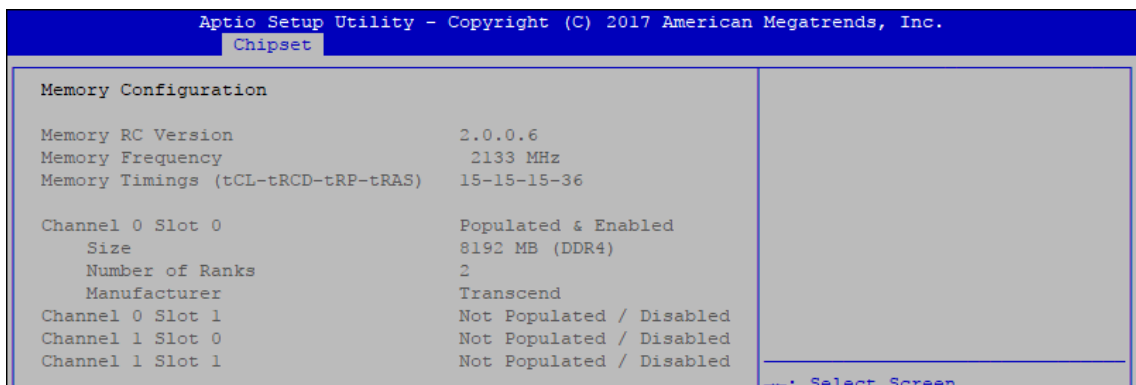 Aptio Setup Utility - Copyright (C) 2017 American Megatrends, Inc.
Chipset
Memory Configuration
Memory RC Version 2.0.0.6
Memory Frequency 2133 MHz
Memory Timings (tCL-tRCD-tRP-tRAS) 15-15-15-36
Channel 0 Slot 0 Populated & Enabled
Size 8192 MB (DDR4)
Number of Ranks 2
Manufacturer Transcend
Channel 0 Slot 1 Not Populated / Disabled
Channel 1 Slot 0 Not Populated / Disabled
Channel 1 Slot 1 Not Populated / Disabled
: Select Screen